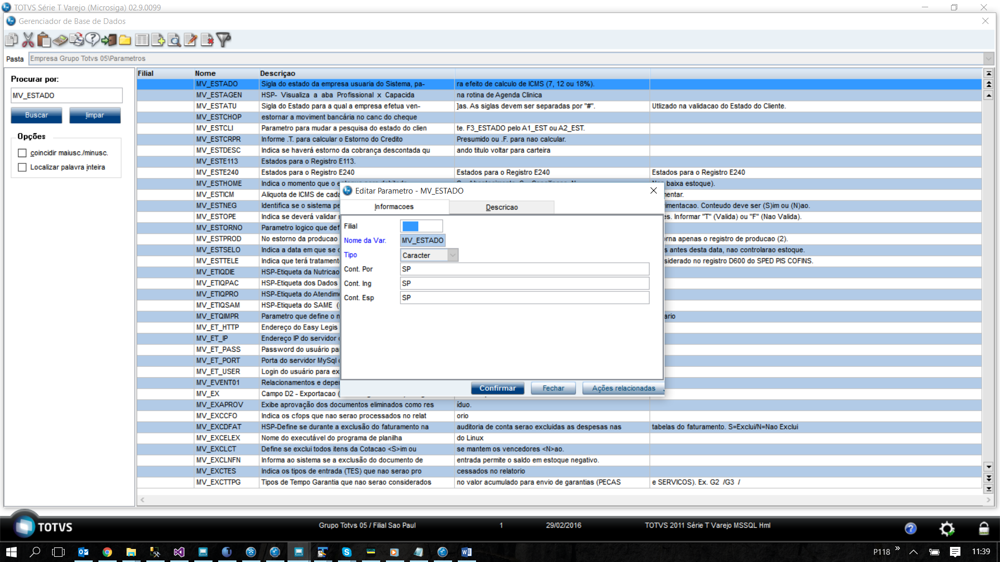 TOTVS Série T Varejo (Microsiga) 02.9.0099
Gerenciador de Base de Dados
Pasta Empresa Grupo Totvs 05\Parametros
Procurar por:
MV_ESTADO
Buscar limpar
Opções
coincidir maiusc./minusc.
Localizar palavra inteira
Filial Nome Descriçao
MV_ESTADO Sigla do estado da empresa usuaria do Sistema, pa- ra efeito de calculo de ICMS (7, 12 ou 18%).
MV_ESTAGEN HSP- Visualiza a aba Profissional x Capacida na rotina de Agenda Clinica
MV_ESTATU Sigla do Estado para a qual a empresa efetua ven- ]as. As siglas devem ser separadas por "#". Utlizado na validacao do Estado do Cliente.
MV_ESTCHOP estornar a moviment bancária no canc do cheque
MV_ESTCLI Parametro para mudar a pesquisa do estado do clien te. F3_ESTADO pelo A1_EST ou A2_EST.
MV_ESTCRPR Informe .T. para calcular o Estorno do Credito Presumido ou .F. para nao calcular.
MV_ESTDESC Indica se haverá estorno da cobrança descontada qu ando titulo voltar para carteira
MV_ESTE113 Estados para o Registro E113.
MV_ESTE240 Estados para o Registro E240 Estados para o Registro E240 Estados para o Registro E240
MV_ESTHOME Indica o momento que o baixa estoque).
MV_ESTICM Aliquota de ICMS de cada mentar.
MV_ESTNEG Identifica se o sistema pe imentacao. Conteudo deve ser (S)im ou (N)ao.
MV_ESTOPE Indica se deverá validar es. Informar "T" (Valida) ou "F" (Nao Valida).
MV_ESTORNO Parametro logico que def
MV_ESTPROD No estorno da producao rna apenas o registro de producao (2).
MV_ESTSELO Indica a data em que se s antes desta data, nao controlarao estoque.
MV_ESTTELE Indica que terá tratament siderado no registro D600 do SPED PIS COFINS.
MV_ETIQDIE HSP-Etiqueta da Nutricao
MV_ETIQPAC HSP-Etiqueta dos Dados
MV_ETIQPRO HSP-Etiqueta do Atendime
MV_ETIQSAM HSP-Etiqueta do SAME (
MV_ETQIMPR Parametro que define o n ario
MV_ET_HTTP Endereço do Easy Legis
MV_ET_IP Endereço IP do servidor
MV_ET_PASS Password do usuário pa
MV_ET_PORT Porta do servidor MySql
MV_ET_USER Login do usuário para ex
MV_EVENT01 Relacionamentos e depe
MV_EX Campo D2 - Exportacao (
MV_EXAPROV Exibe aprovação dos documentos eliminados como res íduo.
MV_EXCCFO Indica os cfops que nao serao processados no relat orio
MV_EXCDFAT HSP-Define se durante a exclusão do faturamento na auditoria de conta serao excluidas as despesas nas tabelas do faturamento. S=Exclui/N=Nao Exclui
MV_EXCELEX Nome do executável do programa de planilha do Linux
MV_EXCLCT Define se exclui todos itens da Cotacao <S>im ou se mantem os vencedores <N>ao.
MV_EXCLNFN Informa ao sistema se a exclusão do documento de entrada permite o saldo em estoque negativo.
MV_EXCTES Indica os tipos de entrada (TES) que nao serao pro cessados no relatorio
MV_EXCTTPG Tipos de Tempo Garantia que nao serao considerados no valor acumulado para envio de garantias (PECAS e SERVICOS). Ex. G2 /G3 /
Editar Parametro - MV_ESTADO
Informacoes Descricao
Filial
Nome da Var. MV_ESTADO
Tipo Caracter
Cont. Por SP
Cont. Ing SP
Cont. Esp SP
Confirmar Fechar Ações relacionadas
TOTVS Grupo Totvs 05 / Filial Sao Paul 1 29/02/2016 TOTVS 2011 Série T Varejo MSSQL Hml
P118 11:39